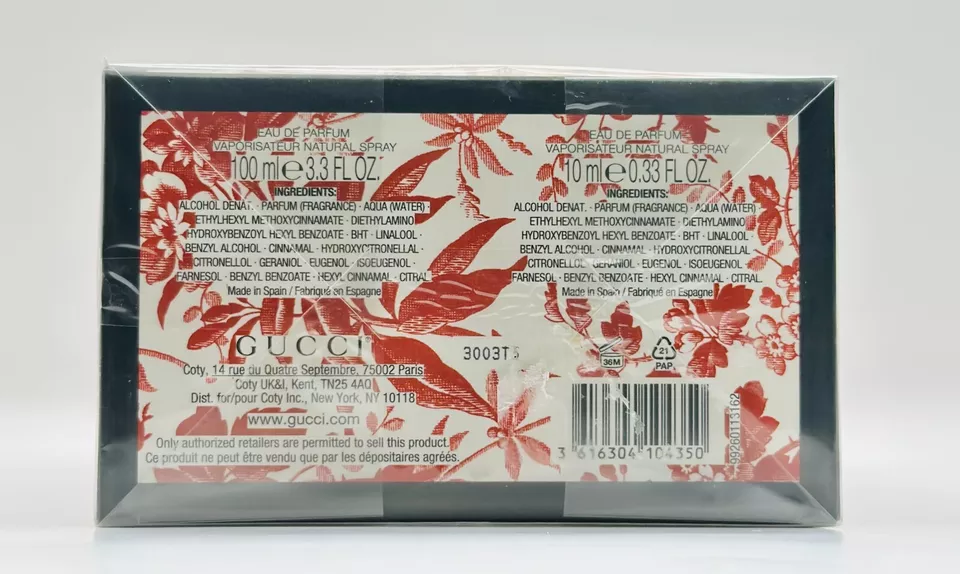 EAU DE PARFUM
VAPORISATEUR NATURAL SPRAY
100 ml e 3.3 FL.OZ.
INGREDIENTS:
ALCOHOL DENAT. · PARFUM (FRAGRANCE) · AQUA (WATER) ·
ETHYLHEXYL METHOXYCINNAMATE · DIETHYLAMINO
HYDROXYBENZOYL HEXYL BENZOATE · BHT · LINALOOL ·
BENZYL ALCOHOL · CINNAMAL · HYDROXYCITRONELLAL ·
CITRONELLOL · GERANIOL · EUGENOL · ISOEUGENOL ·
FARNESOL · BENZYL BENZOATE · HEXYL CINNAMAL · CITRAL.
Made in Spain / Fabriqué en Espagne
EAU DE PARFUM
VAPORISATEUR NATURAL SPRAY
10 ml e 0.33 FL.OZ.
INGREDIENTS:
ALCOHOL DENAT. · PARFUM (FRAGRANCE) · AQUA (WATER) ·
ETHYLHEXYL METHOXYCINNAMATE · DIETHYLAMINO
HYDROXYBENZOYL HEXYL BENZOATE · BHT · LINALOOL ·
BENZYL ALCOHOL · CINNAMAL · HYDROXYCITRONELLAL ·
CITRONELLOL · GERANIOL · EUGENOL · ISOEUGENOL ·
FARNESOL · BENZYL BENZOATE · HEXYL CINNAMAL · CITRAL.
Made in Spain / Fabriqué en Espagne
GUCCI
Coty, 14 rue du Quatre Septembre, 75002 Paris
Coty UK&I, Kent, TN25 4AQ
Dist. for/pour Coty Inc., New York, NY 10118
www.gucci.com
Only authorized retailers are permitted to sell this product.
Ce produit ne peut être vendu que par les dépositaires agréés.
36M
21
PAP
3 616304 104350